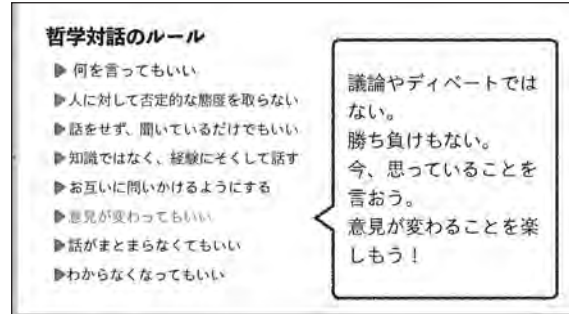 哲学対話のルール
何を言ってもいい
人に対して否定的な態度を取らない
話をせず、聞いているだけでもいい
知識ではなく、経験にそくして話す
お互いに問いかけるようにする
意見が変わってもいい
話がまとまらなくてもいい
わからなくなってもいい
議論やディベートでは
ない。
勝ち負けもない。
今、思っていることを
言おう。
意見が変わることを楽
しもう！